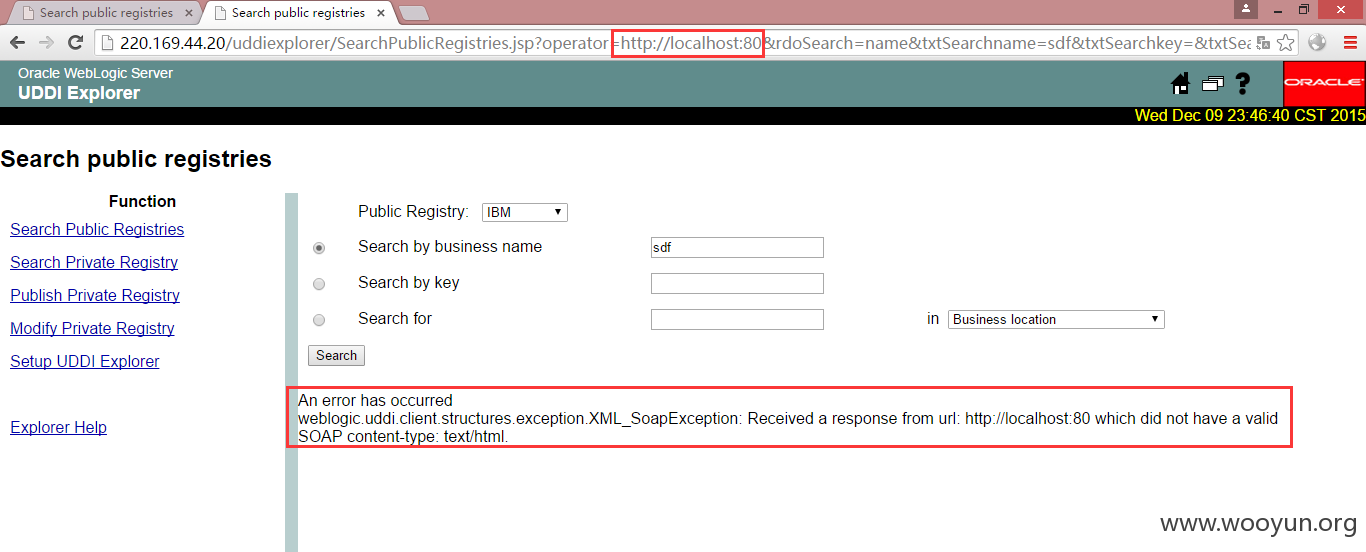 Search public registries
Search public registries
220.169.44.20/uddiexplorer/SearchPublicRegistries.jsp?operator=http://localhost:80&rdoSearch=name&txtSearchname=sdf&txtSearchkey=&txtSea
Oracle WebLogic Server
UDDI Explorer
ORACLE
Wed Dec 09 23:46:40 CST 2015
Search public registries
Function
Search Public Registries
Search Private Registry
Publish Private Registry
Modify Private Registry
Setup UDDI Explorer
Explorer Help
Public Registry: IBM
Search by business name sdf
Search by key
Search for in Business location
Search
An error has occurred
weblogic.uddi.client.structures.exception.XML_SoapException: Received a response from url: http://localhost:80 which did not have a valid
SOAP content-type: text/html.
www.wooyun.org